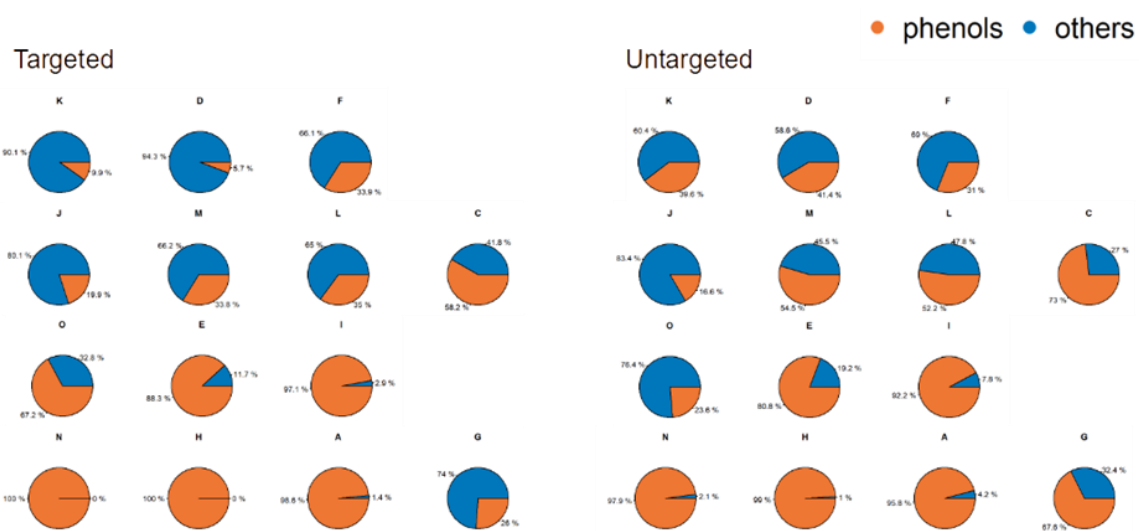 phenols others
Targeted Untargeted
K D F K D F
90.1 % 9.9 % 94.3 % 5.7 % 66.1 % 33.9 % 60.4 % 39.6 % 58.6 % 41.4 % 69 % 31 %
J M L C J M L C
80.1 % 19.9 % 66.2 % 33.8 % 65 % 35 % 41.8 % 58.2 % 83.4 % 16.6 % 45.5 % 54.5 % 47.8 % 52.2 % 27 % 73 %
O E I O E I
32.8 % 67.2 % 11.7 % 88.3 % 2.9 % 97.1 % 76.4 % 23.6 % 19.2 % 80.8 % 7.8 % 92.2 %
N H A G N H A G
100 % 0 % 100 % 0 % 98.6 % 1.4 % 74 % 26 % 97.9 % 2.1 % 99 % 1 % 95.8 % 4.2 % 32.4 % 67.6 %